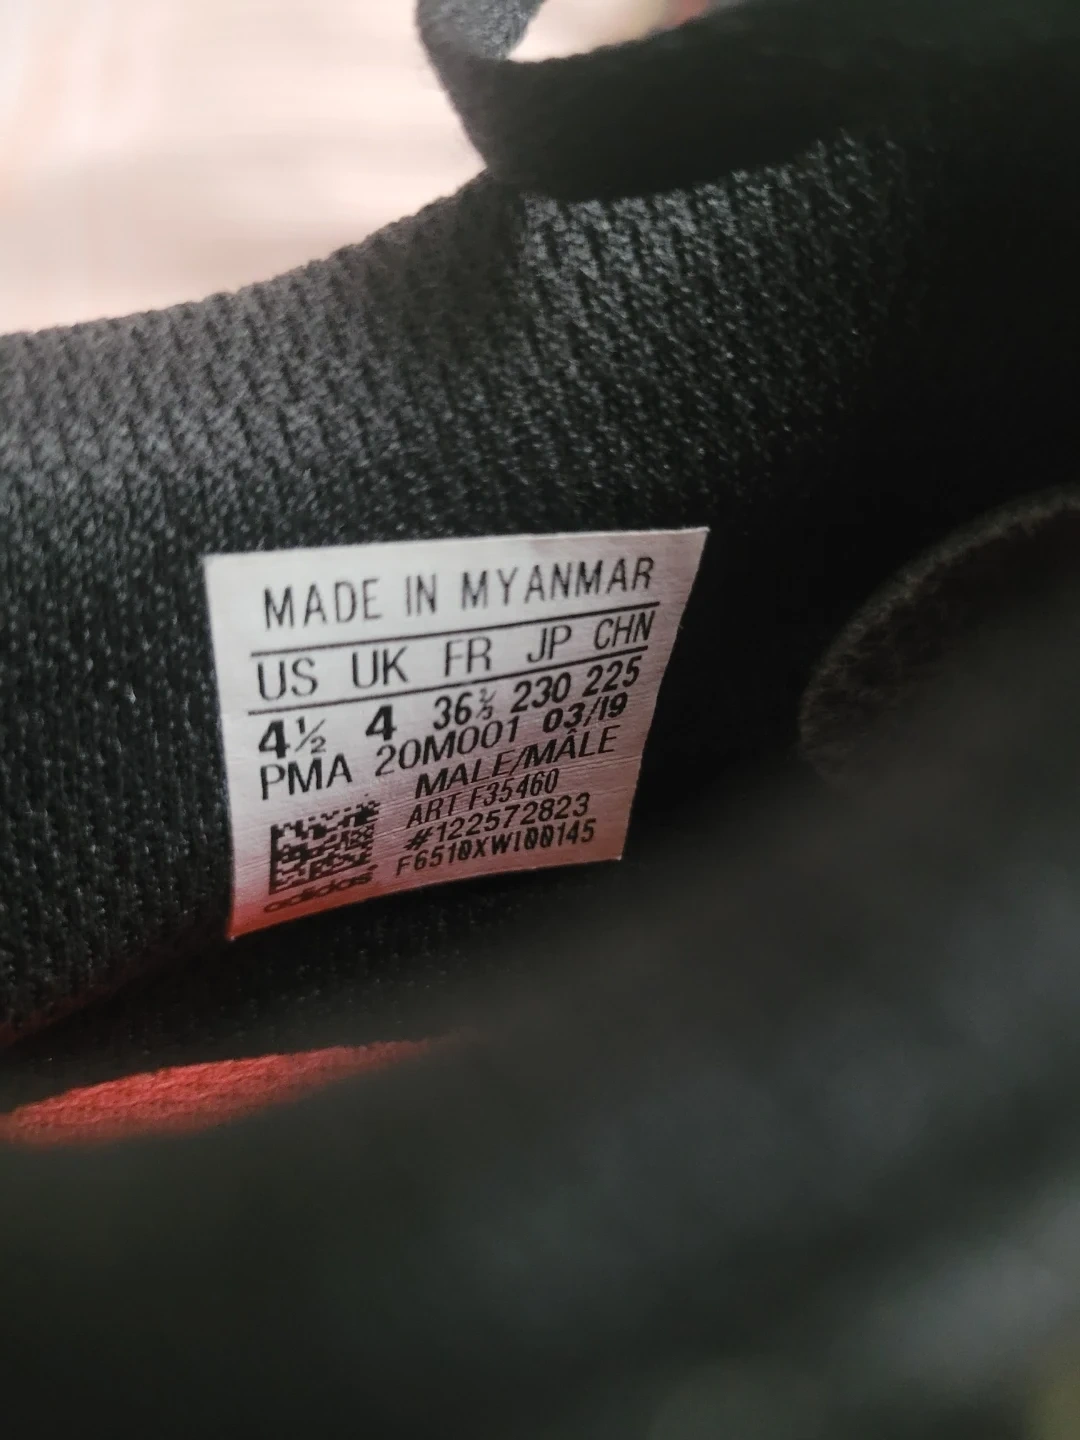 MADE IN MYANMAR
US UK FR JP CHN
4½ 4 36⅔ 230 225
PMA 20M001 03/19
MALE/MÂLE
ART F35460
#122572823
F6510XWI00145
adidas